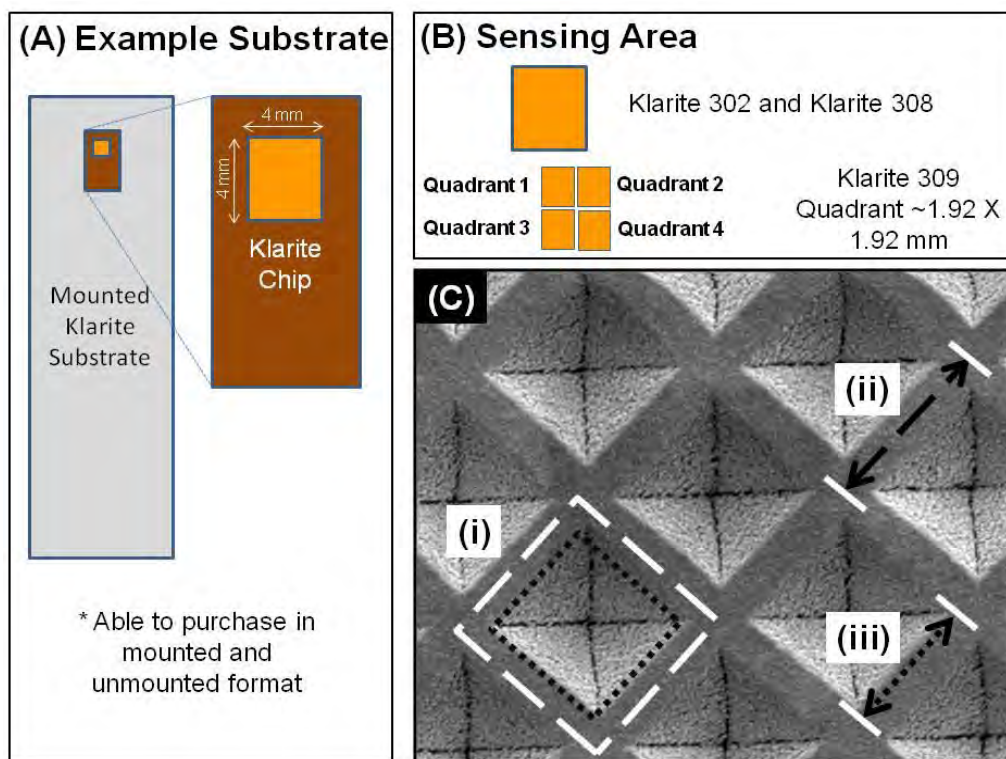 (A) Example Substrate
4 mm
4 mm
Klarite
Chip
Mounted
Klarite
Substrate
* Able to purchase in
mounted and
unmounted format
(B) Sensing Area
Klarite 302 and Klarite 308
Quadrant 1
Quadrant 2
Quadrant 3
Quadrant 4
Klarite 309
Quadrant ~1.92 X
1.92 mm
(C)
(i)
(ii)
(iii)